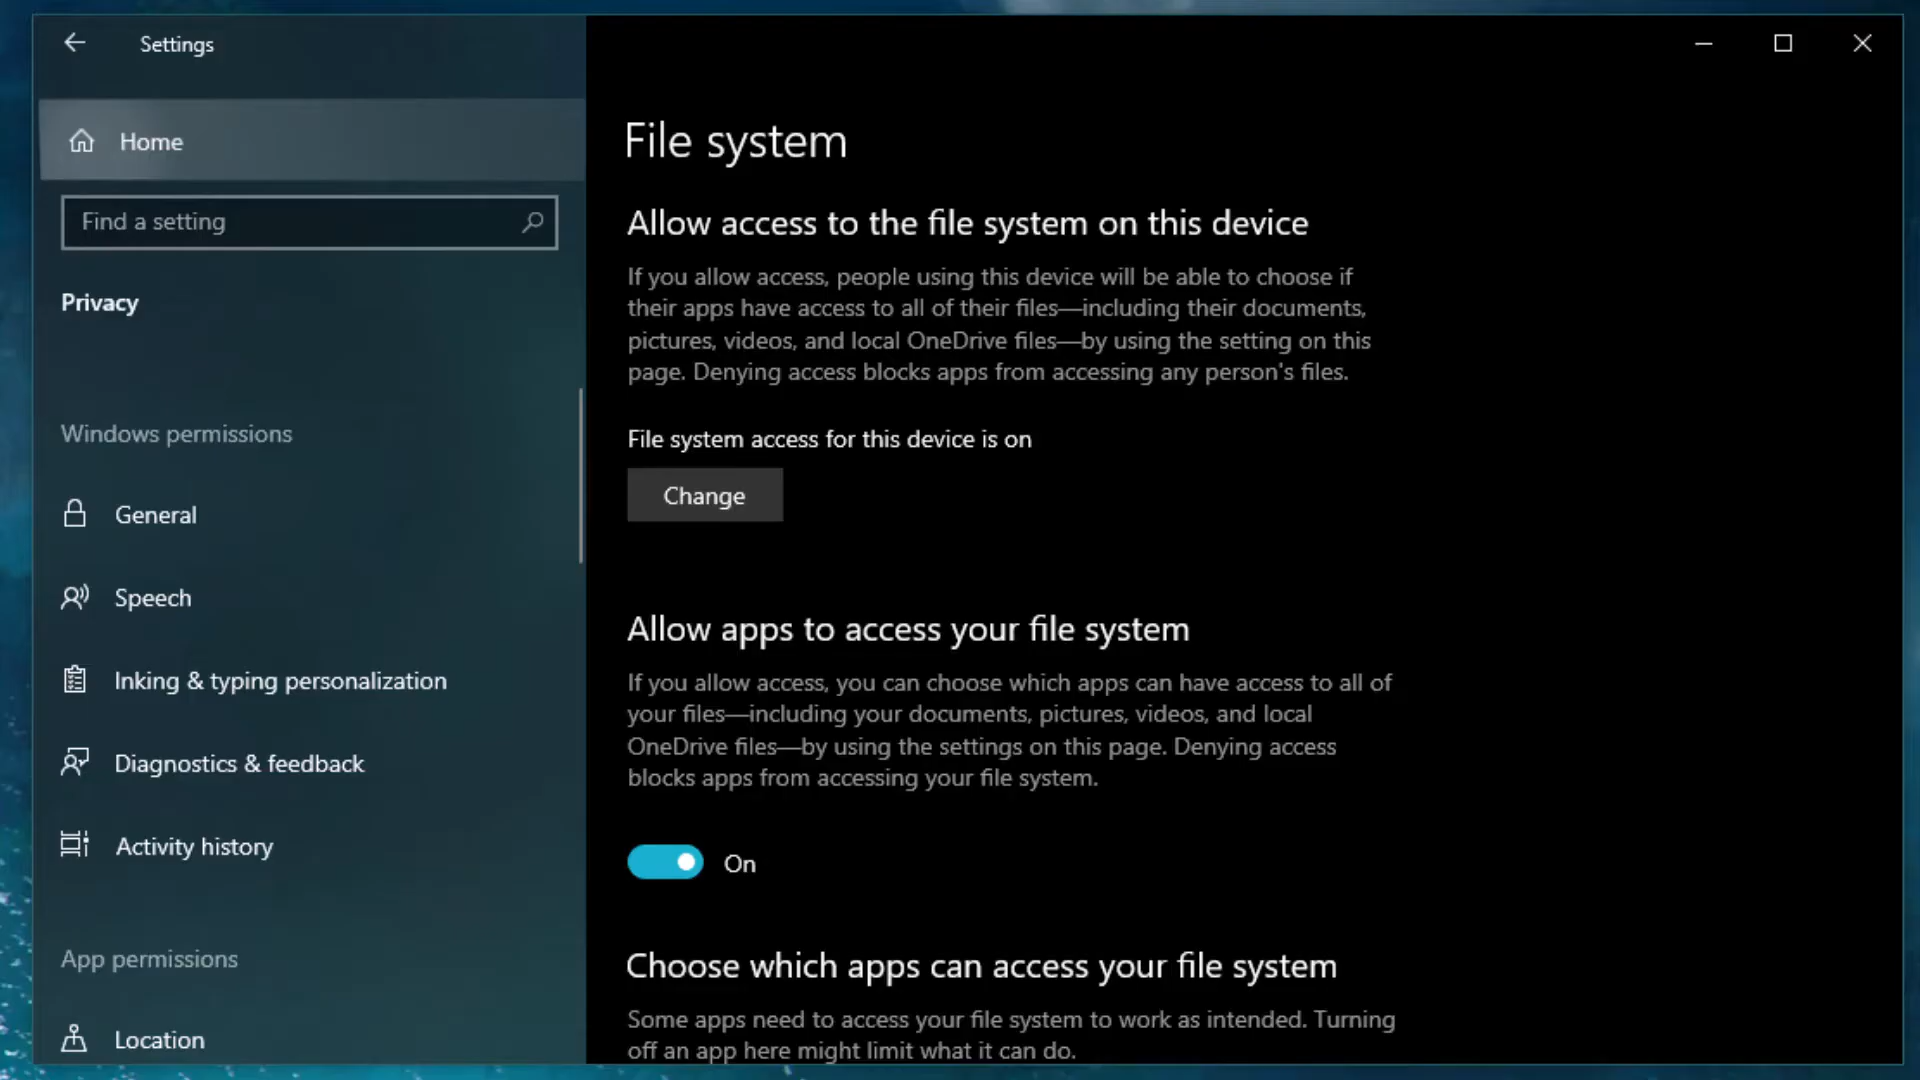 Settings
Home
Find a setting
Privacy
Windows permissions
General
Speech
Inking & typing personalization
Diagnostics & feedback
Activity history
App permissions
Location
File system
Allow access to the file system on this device
If you allow access, people using this device will be able to choose if
their apps have access to all of their files—including their documents,
pictures, videos, and local OneDrive files—by using the setting on this
page. Denying access blocks apps from accessing any person's files.
File system access for this device is on
Change
Allow apps to access your file system
If you allow access, you can choose which apps can have access to all of
your files—including your documents, pictures, videos, and local
OneDrive files—by using the settings on this page. Denying access
blocks apps from accessing your file system.
On
Choose which apps can access your file system
Some apps need to access your file system to work as intended. Turning
off an app here might limit what it can do.